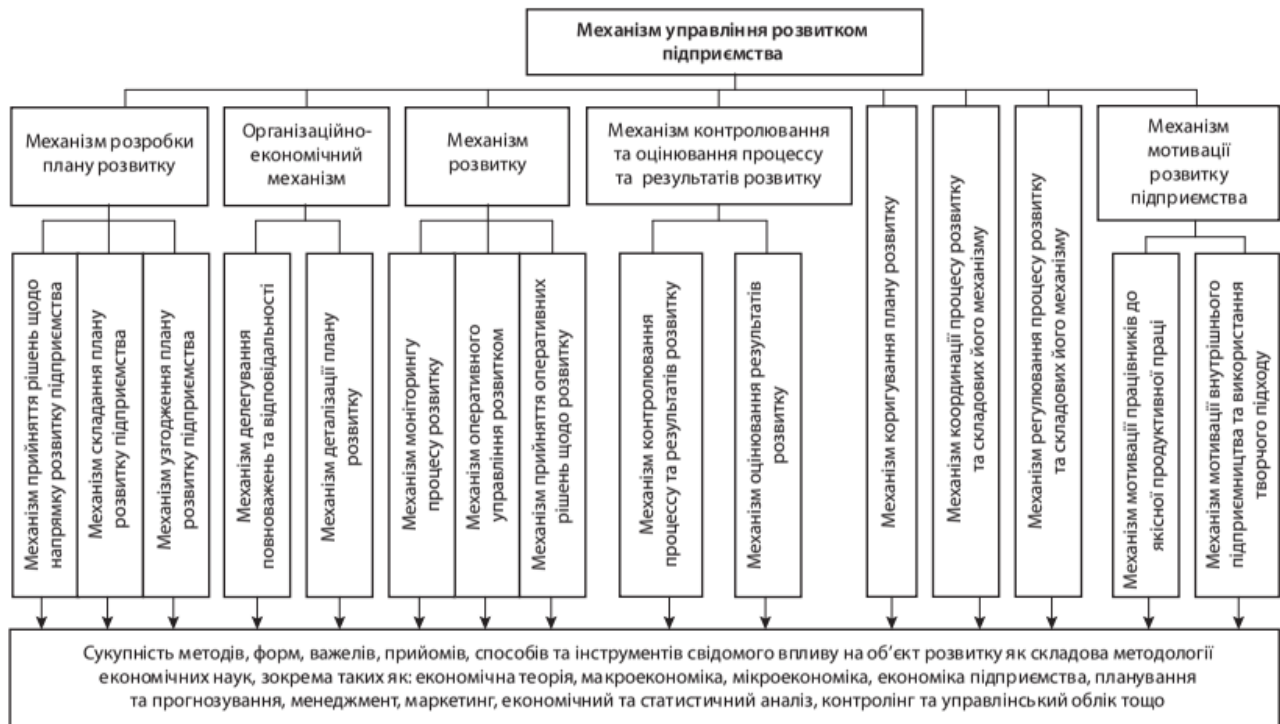 Механізм управління розвитком
підприємства
Механізм розробки
плану розвитку
Організаційно-
економічний
механізм
Механізм
розвитку
Механізм контролювання
та оцінювання процессу
та результатів розвитку
Механізм
мотивації
розвитку
підприємства
Механізм прийняття рішень щодо
напрямку розвитку підприємства
Механізм складання плану
розвитку підприємства
Механізм узгодження плану
розвитку підприємства
Механізм делегування
повноважень та відповідальності
Механізм деталізації плану
розвитку
Механізм моніторингу
процесу розвитку
Механізм оперативного
управління розвитком
Механізм прийняття оперативних
рішень щодо розвитку
Механізм контролювання
процессу та результатів розвитку
Механізм оцінювання результатів
розвитку
Механізм коригування плану розвитку
Механізм координації процесу розвитку
та складових його механізму
Механізм регулювання процесу розвитку
та складових його механізму
Механізм мотивації працівників до
якісної продуктивної праці
Механізм мотивації внутрішнього
підприємництва та використання
творчого підходу
Сукупність методів, форм, важелів, прийомів, способів та інструментів свідомого впливу на об’єкт розвитку як складова методології
економічних наук, зокрема таких як: економічна теорія, макроекономіка, мікроекономіка, економіка підприємства, планування
та прогнозування, менеджмент, маркетинг, економічний та статистичний аналіз, контролінг та управлінський облік тощо